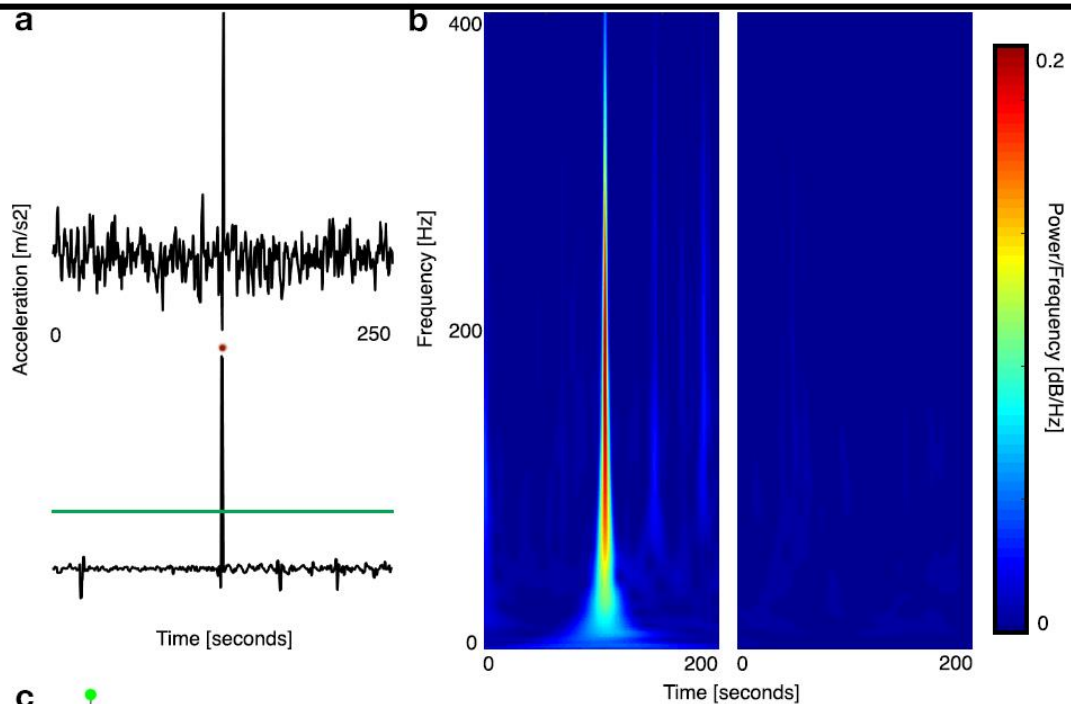 a
Acceleration [m/s2]
0
250
Time [seconds]
b
400
200
0
Frequency [Hz]
0
200
0
200
Time [seconds]
0.2
0
Power/Frequency [dB/Hz]
c